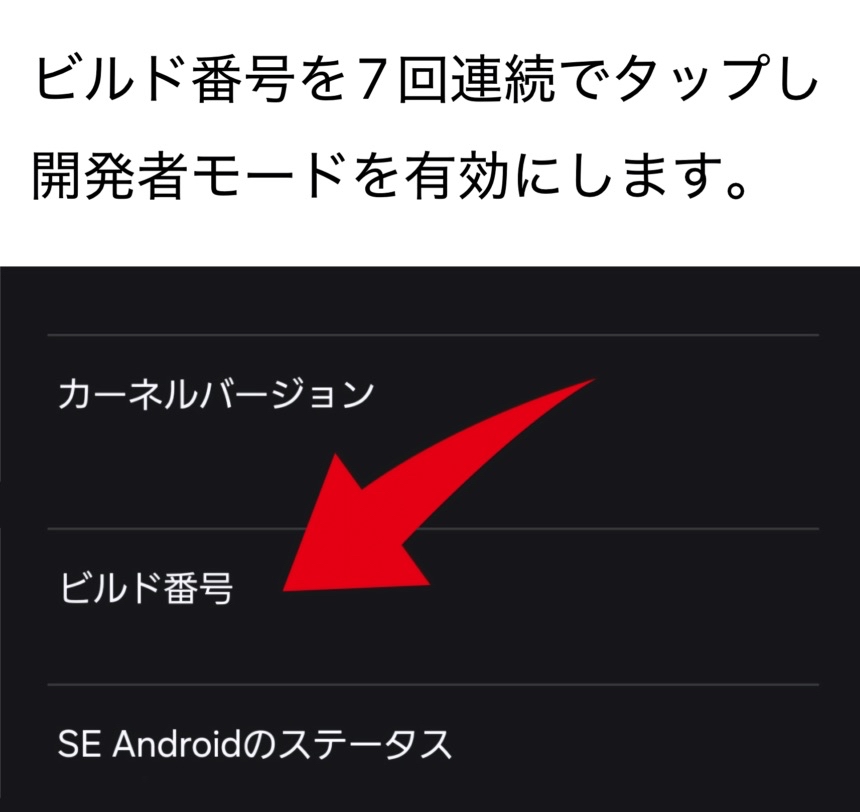 ビルド番号を7回連続でタップし
開発者モードを有効にします。
カーネルバージョン
ビルド番号
SE Androidのステータス